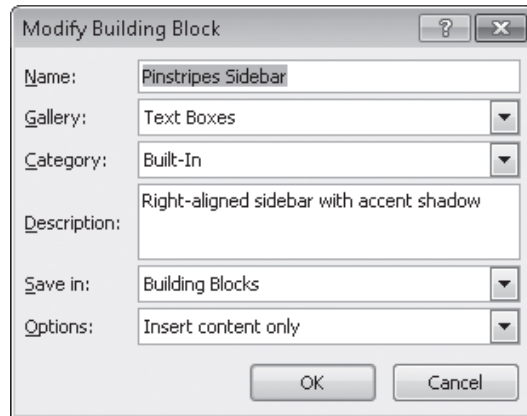 Modify Building Block
Name: Pinstripes Sidebar
Gallery: Text Boxes
Category: Built-In
Description: Right-aligned sidebar with accent shadow
Save in: Building Blocks
Options: Insert content only
OK Cancel